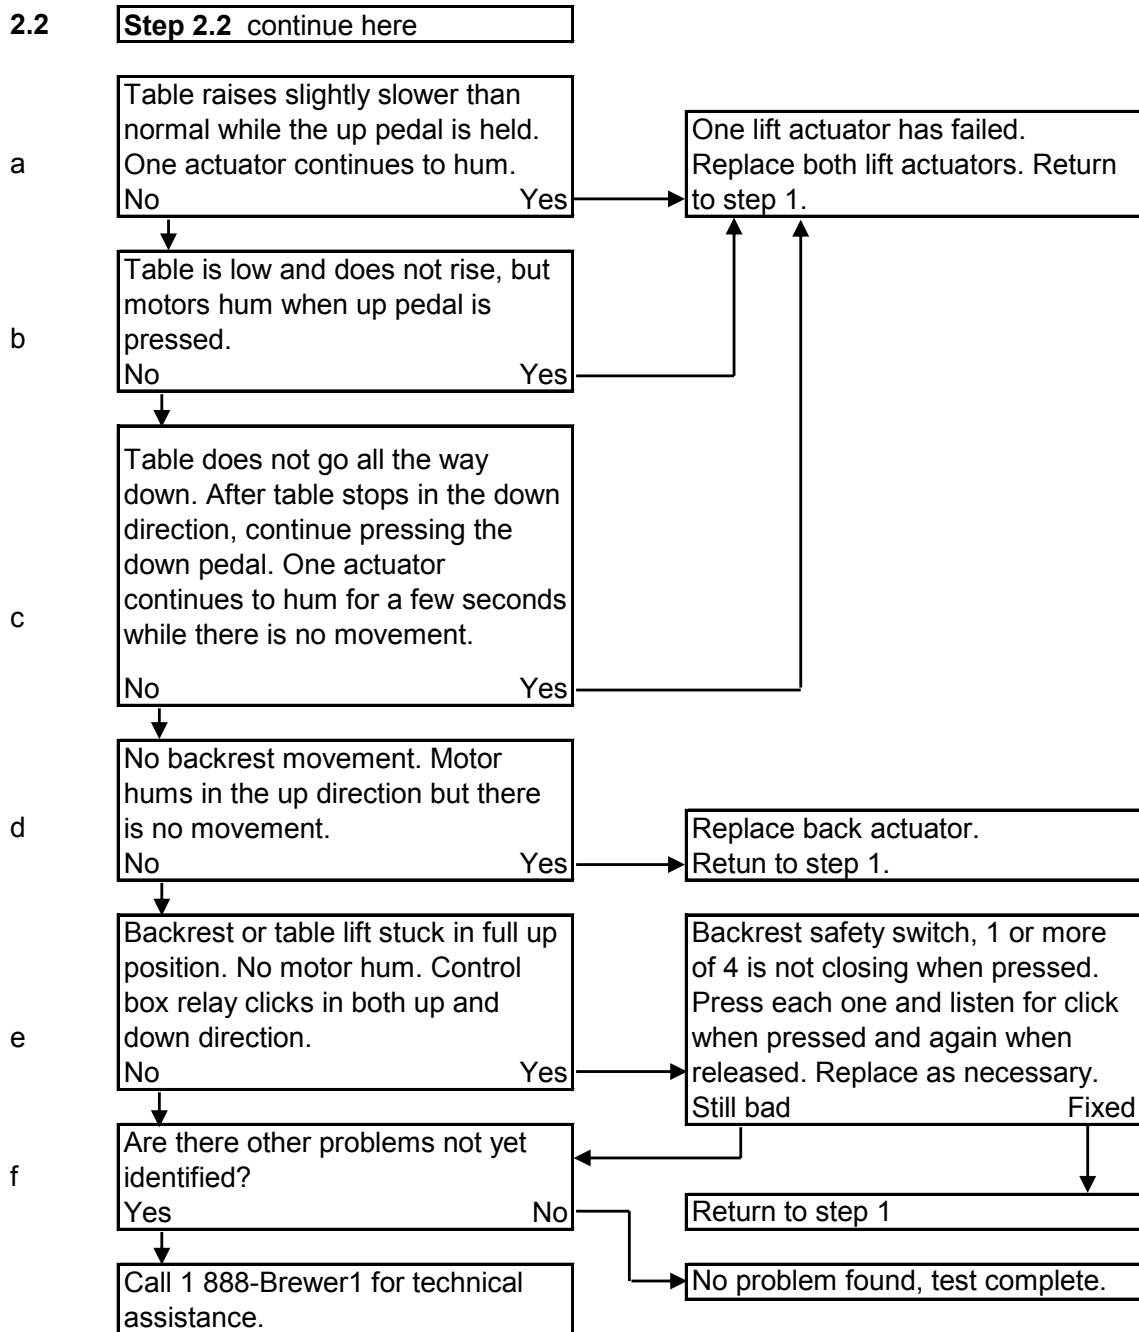 2.2
Step 2.2 continue here
a
Table raises slightly slower than
normal while the up pedal is held.
One actuator continues to hum.
No Yes
One lift actuator has failed.
Replace both lift actuators. Return
to step 1.
b
Table is low and does not rise, but
motors hum when up pedal is
pressed.
No Yes
c
Table does not go all the way
down. After table stops in the down
direction, continue pressing the
down pedal. One actuator
continues to hum for a few seconds
while there is no movement.
No Yes
d
No backrest movement. Motor
hums in the up direction but there
is no movement.
No Yes
Replace back actuator.
Retun to step 1.
e
Backrest or table lift stuck in full up
position. No motor hum. Control
box relay clicks in both up and
down direction.
No Yes
Backrest safety switch, 1 or more
of 4 is not closing when pressed.
Press each one and listen for click
when pressed and again when
released. Replace as necessary.
Still bad Fixed
f
Are there other problems not yet
identified?
Yes No
Return to step 1
Call 1 888-Brewer1 for technical
assistance.
No problem found, test complete.